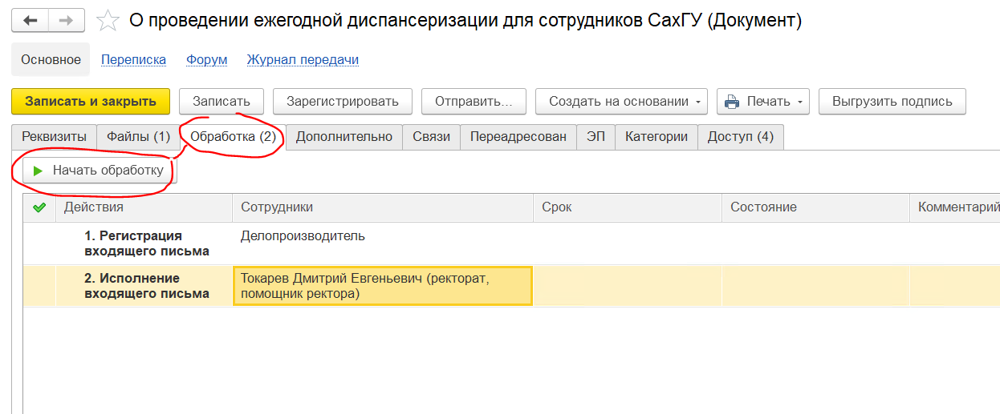 О проведении ежегодной диспансеризации для сотрудников СахГУ (Документ)
Основное Переписка Форум Журнал передачи
Записать и закрыть Записать Зарегистрировать Отправить... Создать на основании Печать Выгрузить подпись
Реквизиты Файлы (1) Обработка (2) Дополнительно Связи Переадресован ЭП Категории Доступ (4)
Начать обработку
Действия Сотрудники Срок Состояние Комментарий
1. Регистрация
входящего письма
Делопроизводитель
2. Исполнение
входящего письма
Токарев Дмитрий Евгеньевич (ректорат,
помощник ректора)